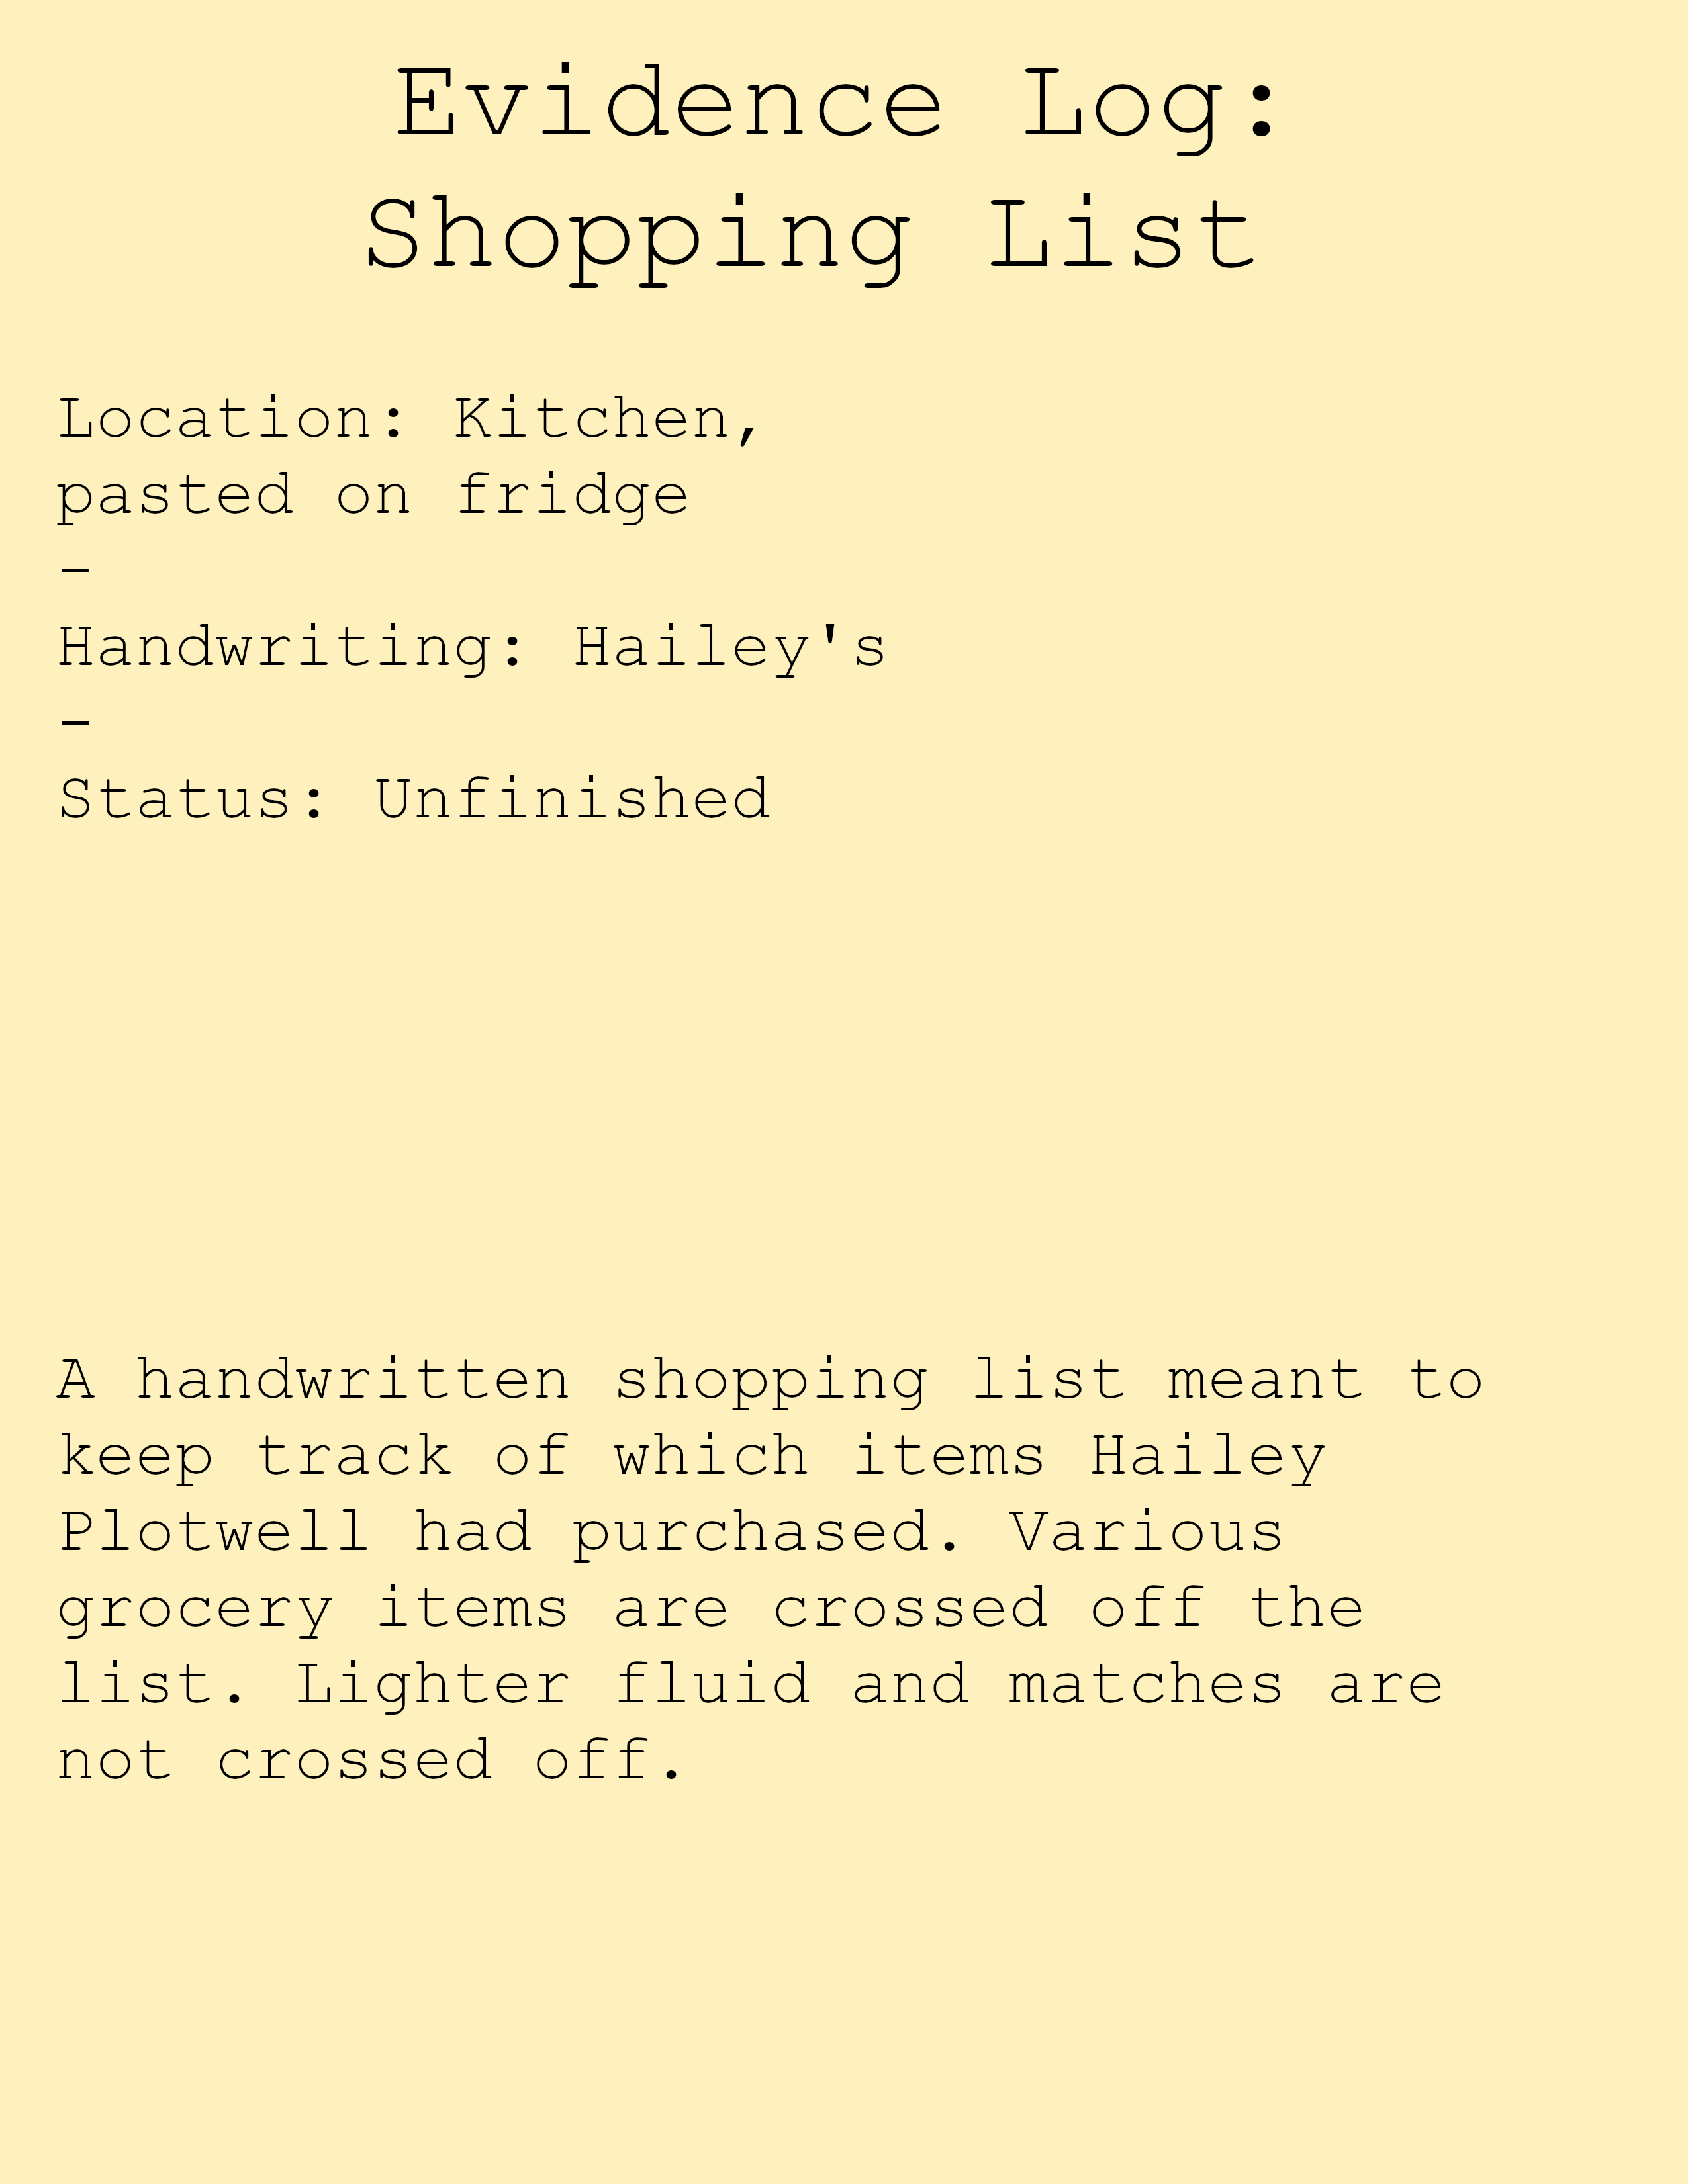 Evidence Log:
Shopping List
Location: Kitchen,
pasted on fridge
-
Handwriting: Hailey's
-
Status: Unfinished
A handwritten shopping list meant to
keep track of which items Hailey
Plotwell had purchased. Various
grocery items are crossed off the
list. Lighter fluid and matches are
not crossed off.